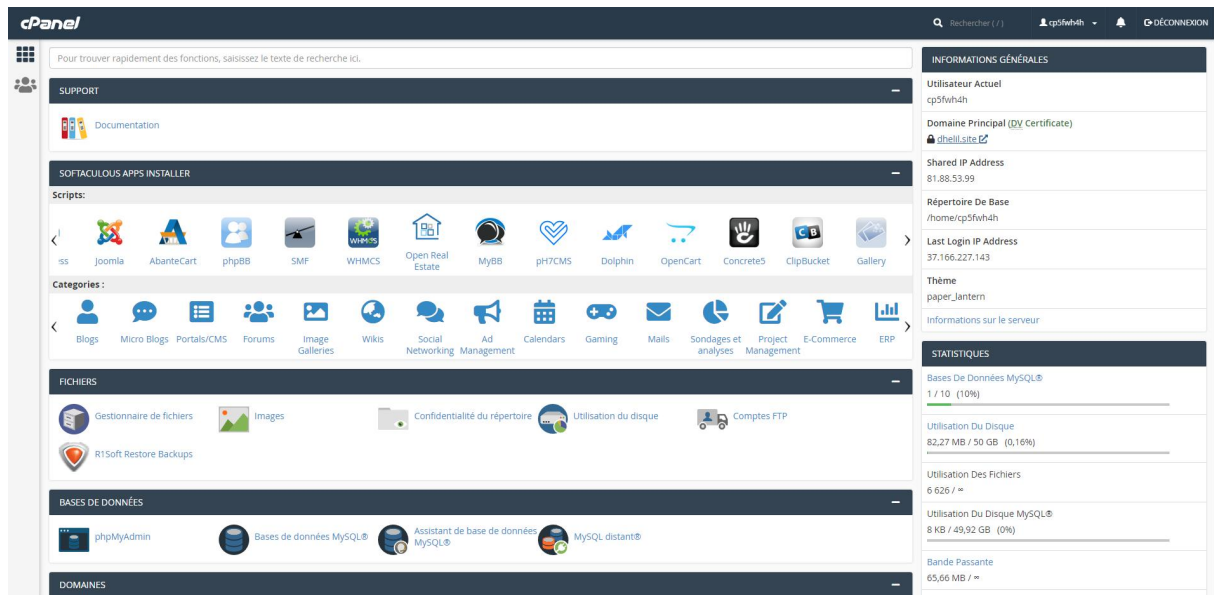 cPanel
Rechercher ( / )
cp5fwh4h
DÉCONNEXION
Pour trouver rapidement des fonctions, saisissez le texte de recherche ici.
SUPPORT
Documentation
SOFTACULOUS APPS INSTALLER
Scripts:
ss
Joomla
AbanteCart
phpBB
SMF
WHMCS
Open Real
Estate
MyBB
pH7CMS
Dolphin
OpenCart
Concrete5
ClipBucket
Gallery
Categories :
Blogs
Micro Blogs
Portals/CMS
Forums
Image
Galleries
Wikis
Social
Networking
Ad
Management
Calendars
Gaming
Mails
Sondages et
analyses
Project
Management
E-Commerce
ERP
FICHIERS
Gestionnaire de fichiers
Images
Confidentialité du répertoire
Utilisation du disque
Comptes FTP
R1Soft Restore Backups
BASES DE DONNÉES
phpMyAdmin
Bases de données MySQL®
Assistant de base de données
MySQL®
MySQL distant®
DOMAINES
INFORMATIONS GÉNÉRALES
Utilisateur Actuel
cp5fwh4h
Domaine Principal (DV Certificate)
dhelil.site
Shared IP Address
81.88.53.99
Répertoire De Base
/home/cp5fwh4h
Last Login IP Address
37.166.227.143
Thème
paper_lantern
Informations sur le serveur
STATISTIQUES
Bases De Données MySQL®
1 / 10 (10%)
Utilisation Du Disque
82,27 MB / 50 GB (0,16%)
Utilisation Des Fichiers
6 626 / ∞
Utilisation Du Disque MySQL®
8 KB / 49,92 GB (0%)
Bande Passante
65,66 MB / ∞